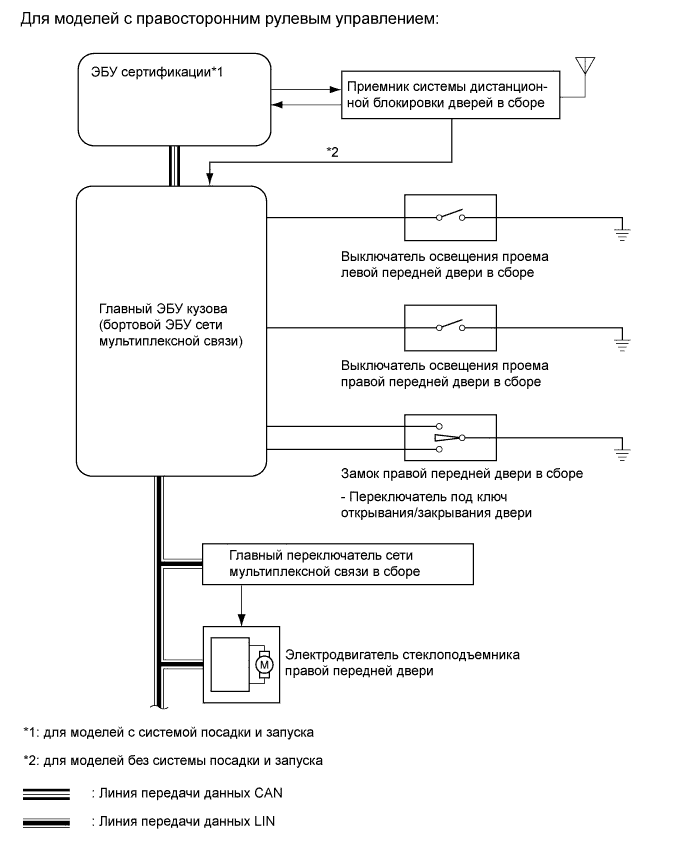 Для моделей с правосторонним рулевым управлением:
ЭБУ сертификации*1
Приемник системы дистанцион-
ной блокировки дверей в сборе
*2
Выключатель освещения проема
левой передней двери в сборе
Главный ЭБУ кузова
(бортовой ЭБУ сети
мультиплексной связи)
Выключатель освещения проема
правой передней двери в сборе
Замок правой передней двери в сборе
- Переключатель под ключ
открывания/закрывания двери
Главный переключатель сети
мультиплексной связи в сборе
M
Электродвигатель стеклоподъемника
правой передней двери
*1: для моделей с системой посадки и запуска
*2: для моделей без системы посадки и запуска
: Линия передачи данных CAN
: Линия передачи данных LIN